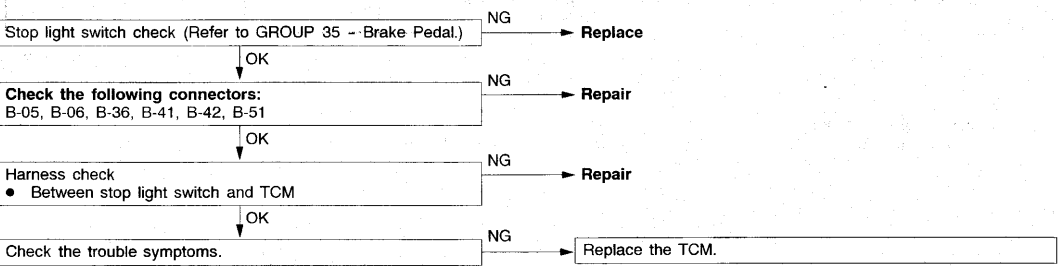 NG
Stop light switch check (Refer to GROUP 35 – Brake Pedal.)
Replace
OK
NG
Check the following connectors:
B-05, B-06, B-36, B-41, B-42, B-51
Repair
OK
NG
Harness check
● Between stop light switch and TCM
Repair
OK
NG
Check the trouble symptoms.
Replace the TCM.